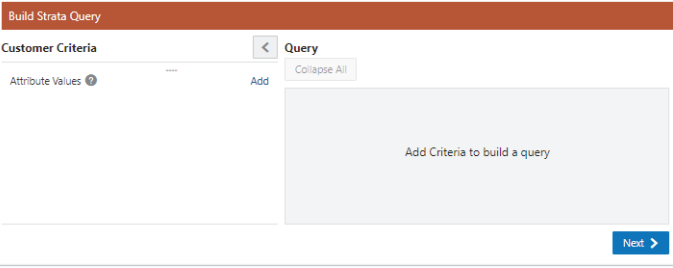 Build Strata Query
Customer Criteria
Attribute Values ?
Add
Query
Collapse All
Add Criteria to build a query
Next